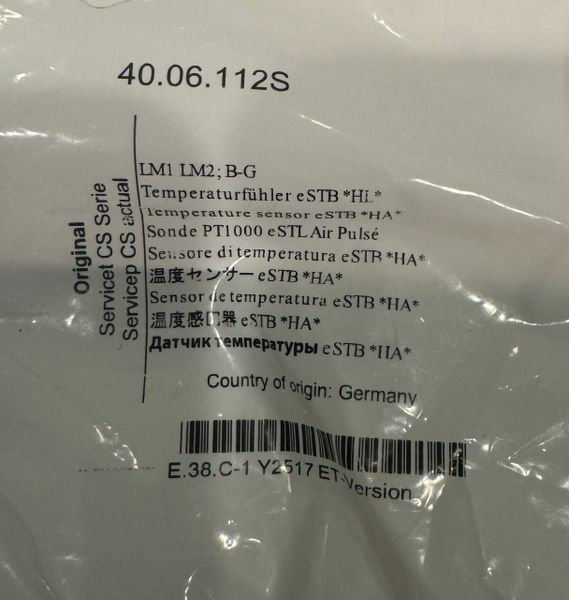 40.06.112S
Original
Servicet CS Serie
Servicep CS actual
LM1 LM2; B-G
Temperaturfühler eSTB *HL*
Temperature sensor eSTB *HA*
Sonde PT1000 eSTL Air Pulsé
Sensore di temperatura eSTB *HA*
温度センサー eSTB *HA*
Sensor de temperatura eSTB *HA*
温度感应器 eSTB *HA*
Датчик температуры eSTB *HA*
Country of origin: Germany
E.38.C-1 Y2517 ET-Version